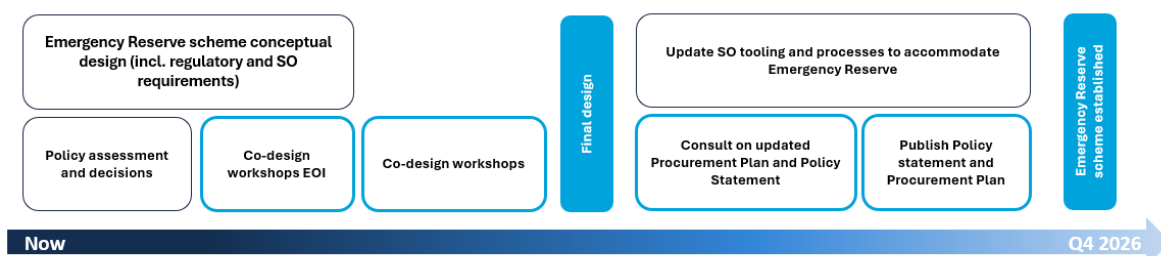 Emergency Reserve scheme conceptual
design (incl. regulatory and SO
requirements)
Policy assessment
and decisions
Co-design
workshops EOI
Co-design workshops
Final design
Update SO tooling and processes to accommodate
Emergency Reserve
Consult on updated
Procurement Plan and Policy
Statement
Publish Policy
statement and
Procurement Plan
Emergency Reserve
scheme established
Now
Q4 2026